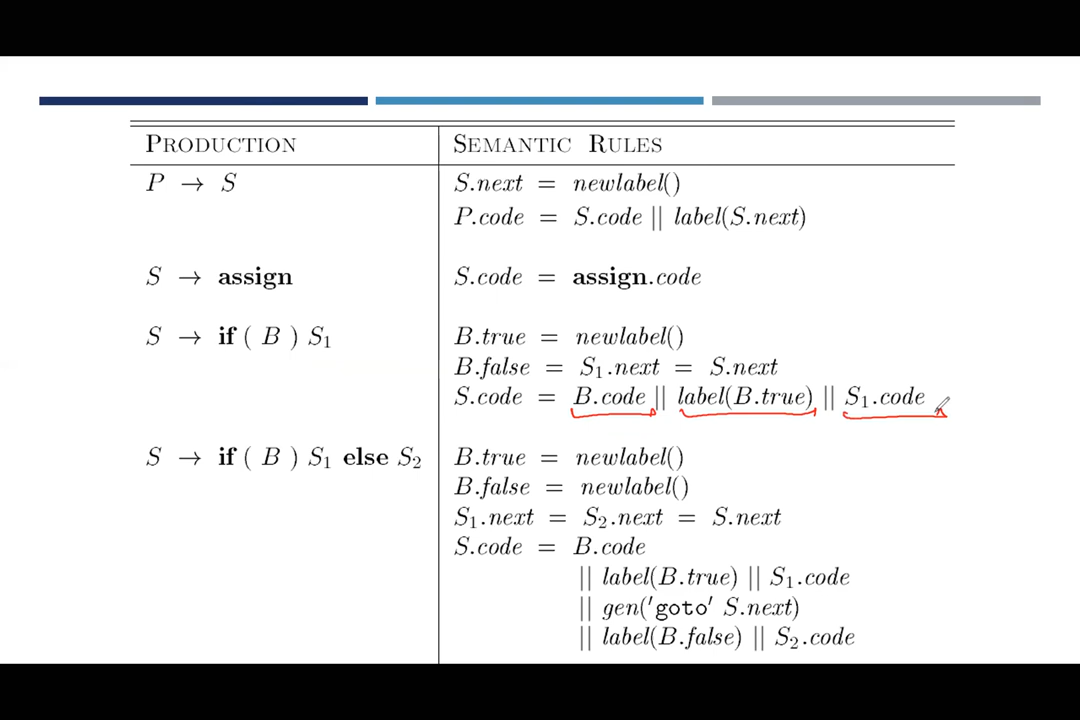 PRODUCTION SEMANTIC RULES
P → S S.next = newlabel()
P.code = S.code || label(S.next)
S → assign S.code = assign.code
S → if ( B ) S₁ B.true = newlabel()
B.false = S₁.next = S.next
S.code = B.code || label(B.true) || S₁.code
S → if ( B ) S₁ else S₂ B.true = newlabel()
B.false = newlabel()
S₁.next = S₂.next = S.next
S.code = B.code
|| label(B.true) || S₁.code
|| gen('goto' S.next)
|| label(B.false) || S₂.code